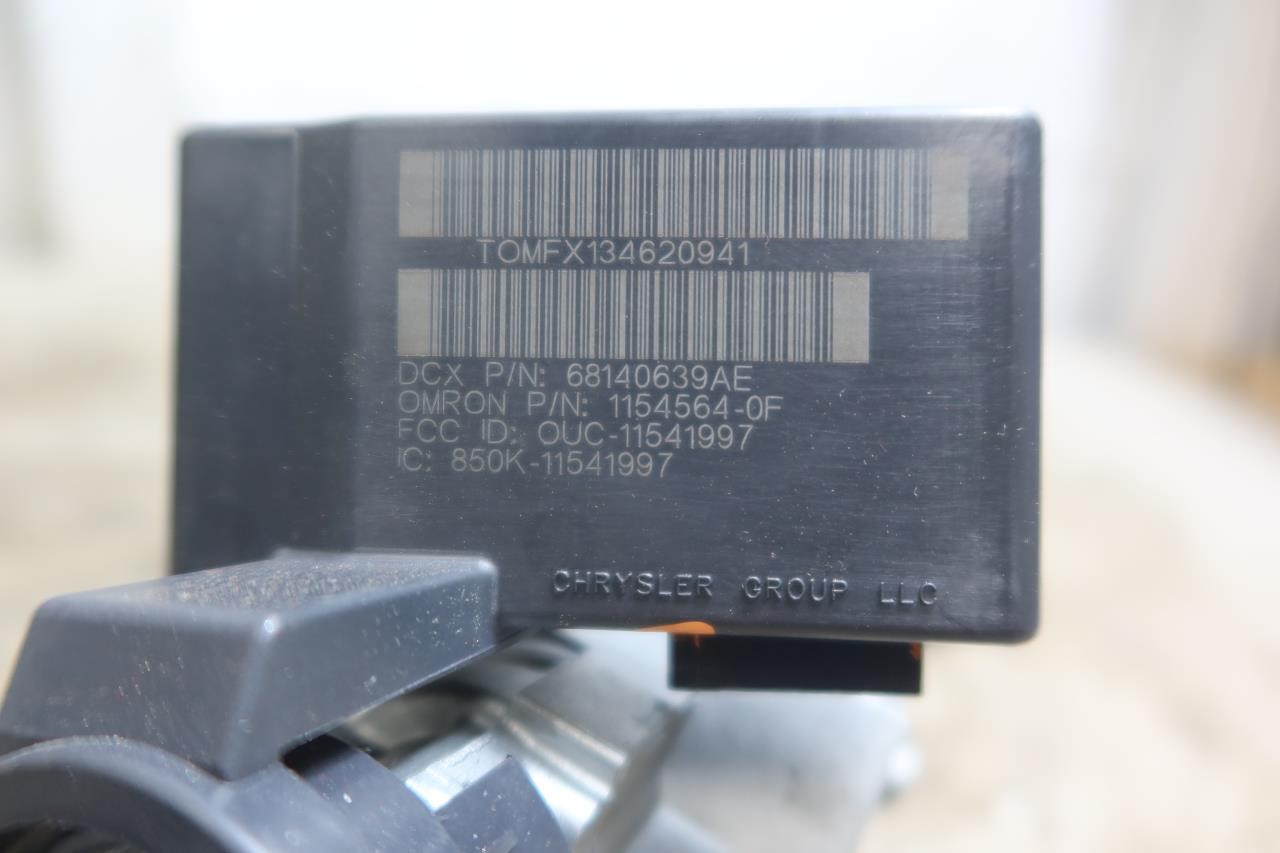 TOMFX134620941
DCX P/N: 68140639AE
OMRON P/N: 1154564-0F
FCC ID: OUC-11541997
IC: 850K-11541997
CHRYSLER GROUP LLC